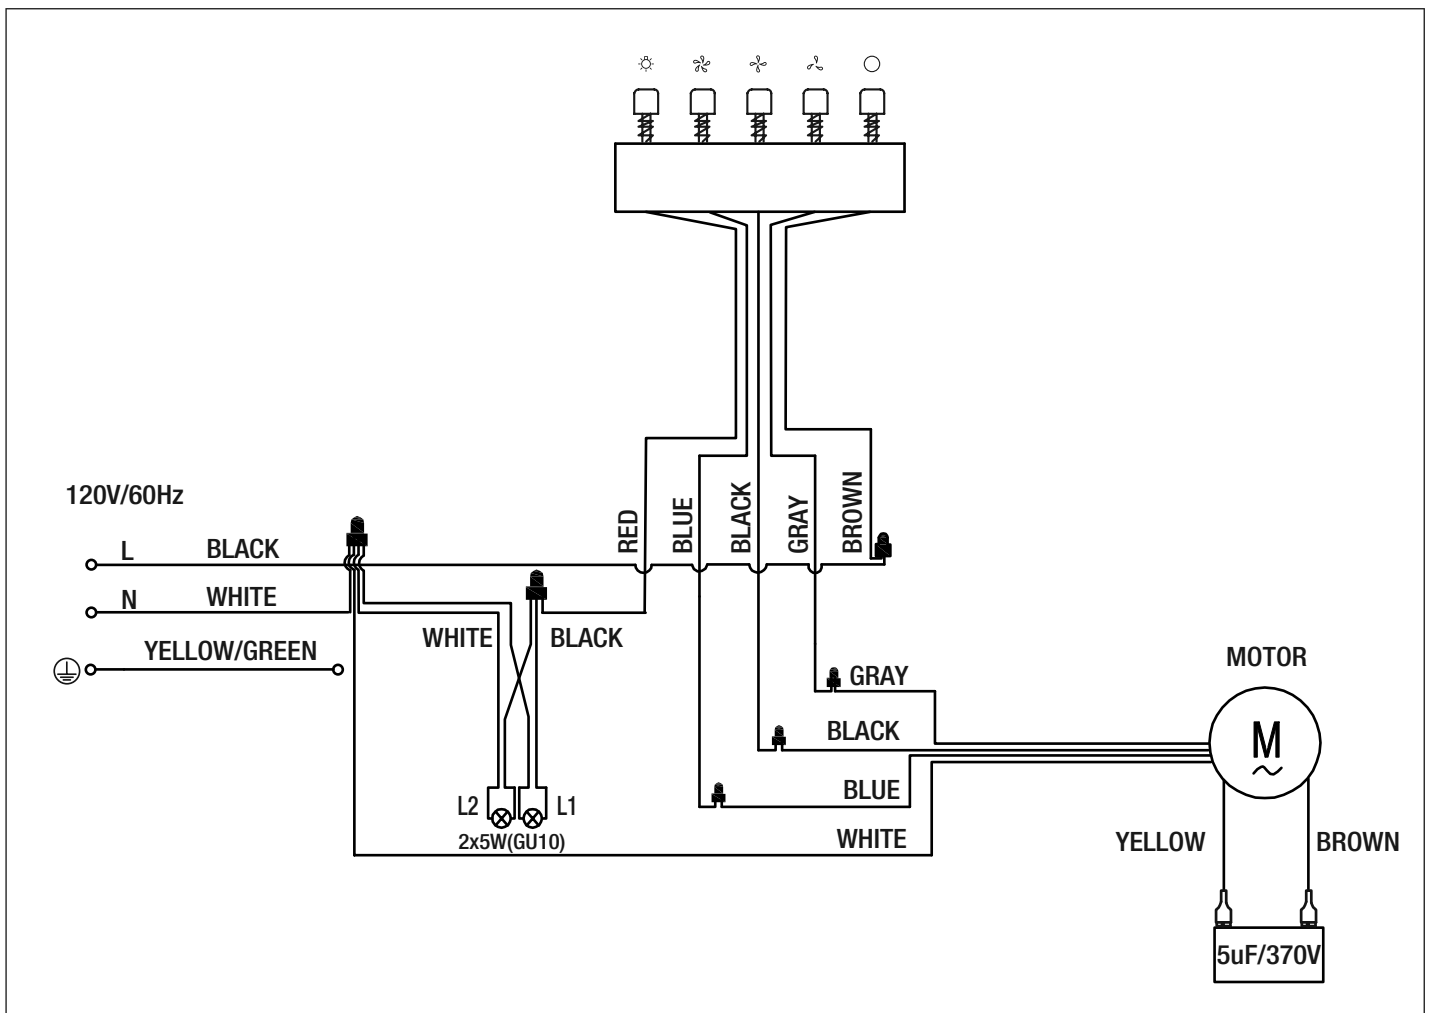 120V/60Hz
L
BLACK
N
WHITE
YELLOW/GREEN
RED
BLUE
BLACK
GRAY
BROWN
WHITE
BLACK
GRAY
BLACK
BLUE
WHITE
L2
L1
2x5W(GU10)
MOTOR
M
YELLOW
BROWN
5uF/370V